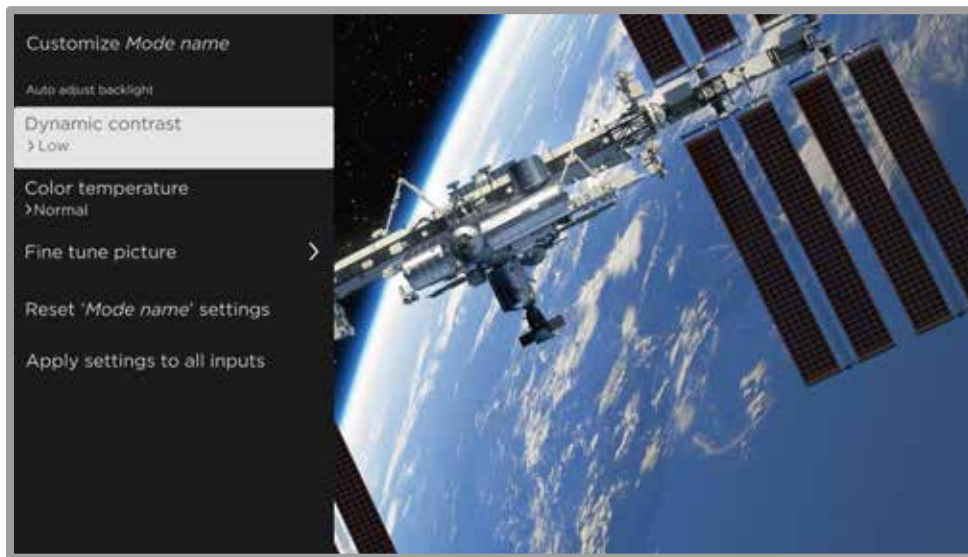 Customize Mode name
Auto adjust backlight
Dynamic contrast
>Low
Color temperature
>Normal
Fine tune picture >
Reset 'Mode name' settings
Apply settings to all inputs